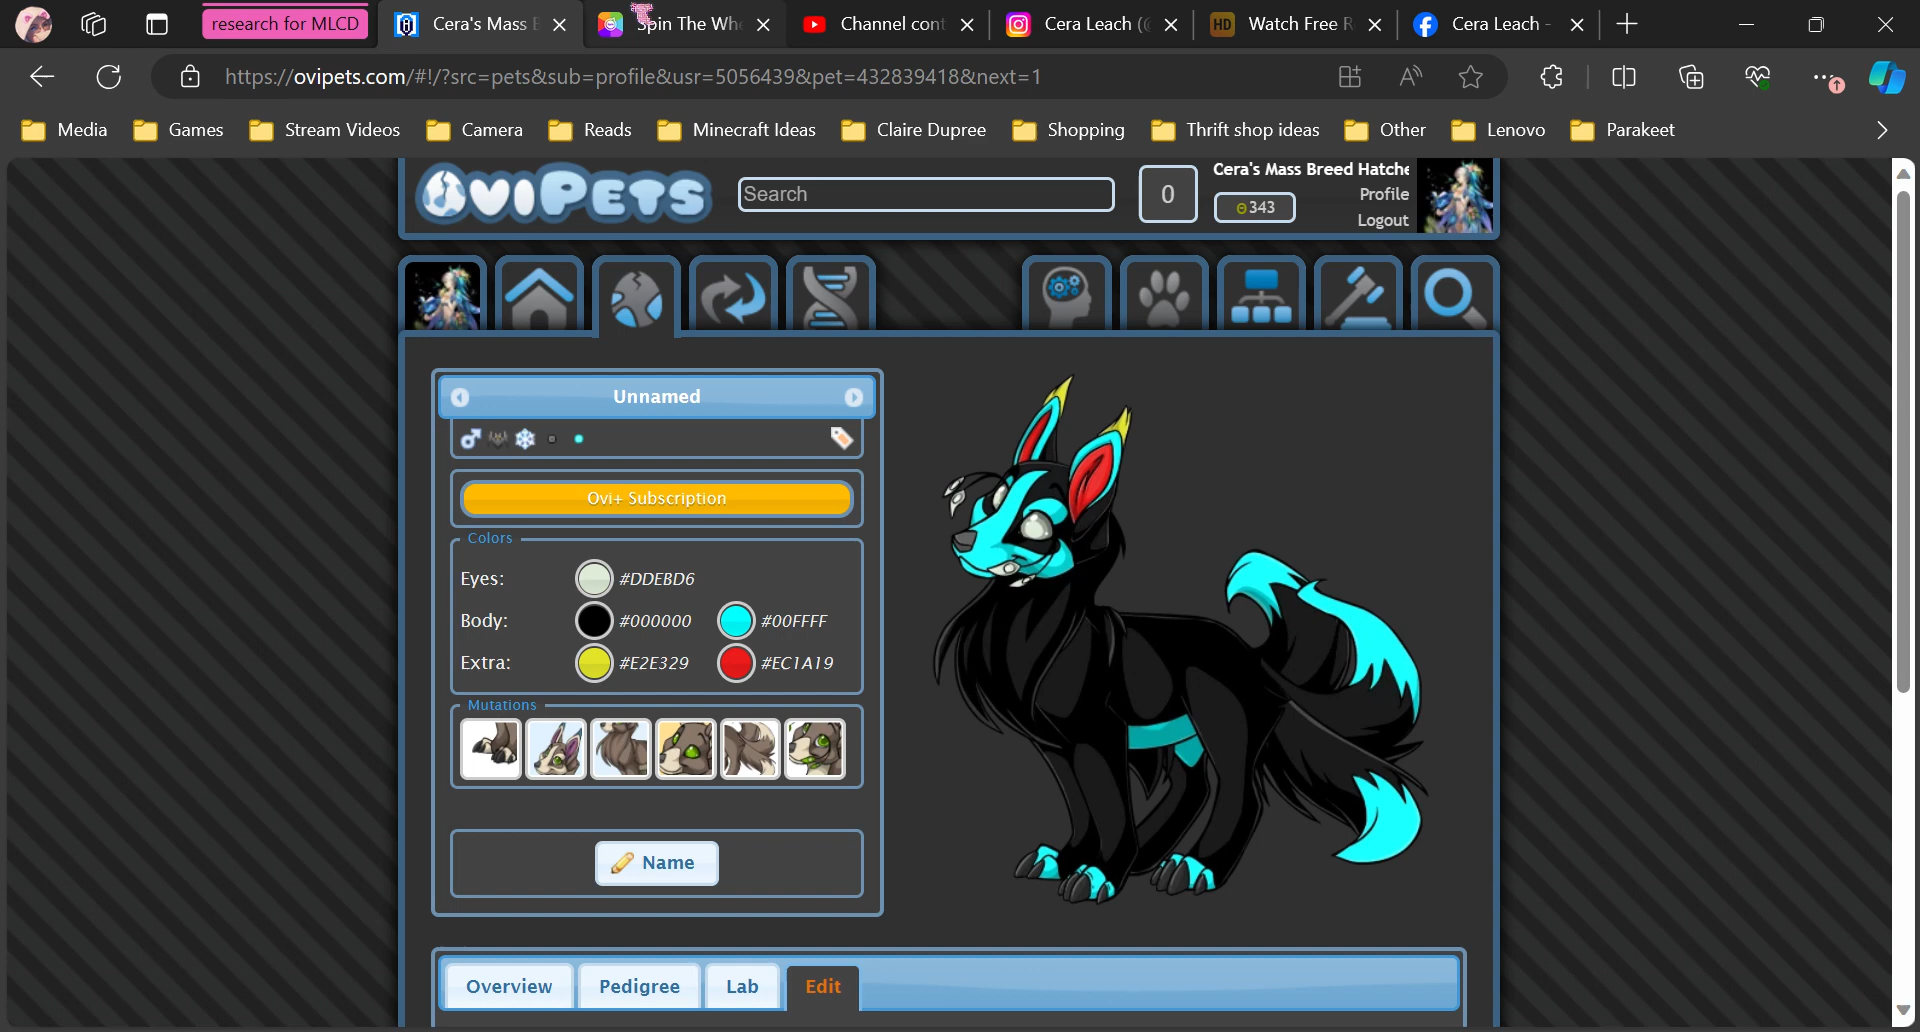 research for MLCD
Cera's Mass
Spin The Wh
Channel cont
Cera Leach (
HD
Watch Free R
Cera Leach -
https://ovipets.com/#!/?src=pets&sub=profile&usr=5056439&pet=432839418&next=1
Media
Games
Stream Videos
Camera
Reads
Minecraft Ideas
Claire Dupree
Shopping
Thrift shop ideas
Other
Lenovo
Parakeet
OviPets
Search
0
Cera's Mass Breed Hatche
343
Profile
Logout
Unnamed
Ovi+ Subscription
Colors
Eyes: #DDEBD6
Body: #000000 #00FFFF
Extra: #E2E329 #EC1A19
Mutations
Name
Overview
Pedigree
Lab
Edit